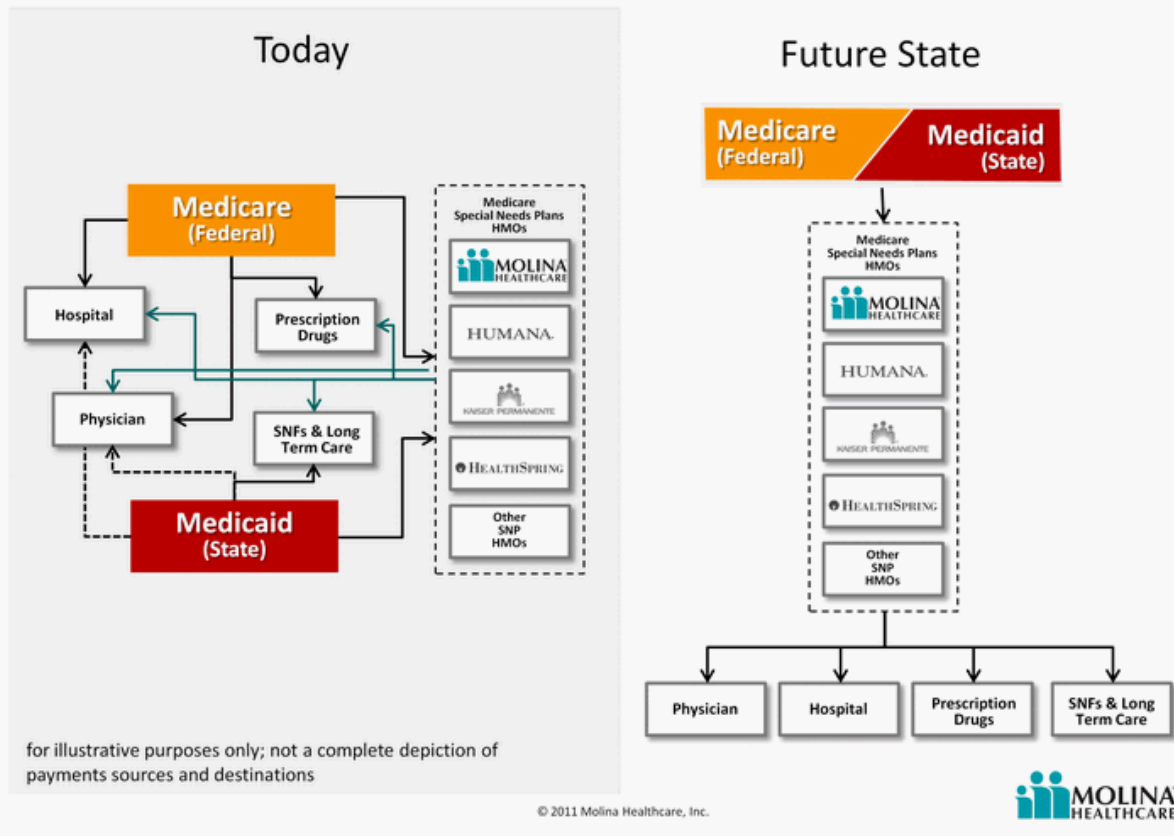 Today
Medicare
(Federal)
Hospital
Prescription
Drugs
Physician
SNFs & Long
Term Care
Medicaid
(State)
Medicare
Special Needs Plans
HMOs
MOLINA
HEALTHCARE
HUMANA.
KAISER PERMANENTE
HEALTHSPRING
Other
SNP
HMOs
for illustrative purposes only; not a complete depiction of
payments sources and destinations
Future State
Medicare
(Federal)
Medicaid
(State)
Medicare
Special Needs Plans
HMOs
MOLINA
HEALTHCARE
HUMANA.
KAISER PERMANENTE
HEALTHSPRING
Other
SNP
HMOs
Physician
Hospital
Prescription
Drugs
SNFs & Long
Term Care
© 2011 Molina Healthcare, Inc.
MOLINA
HEALTHCARE